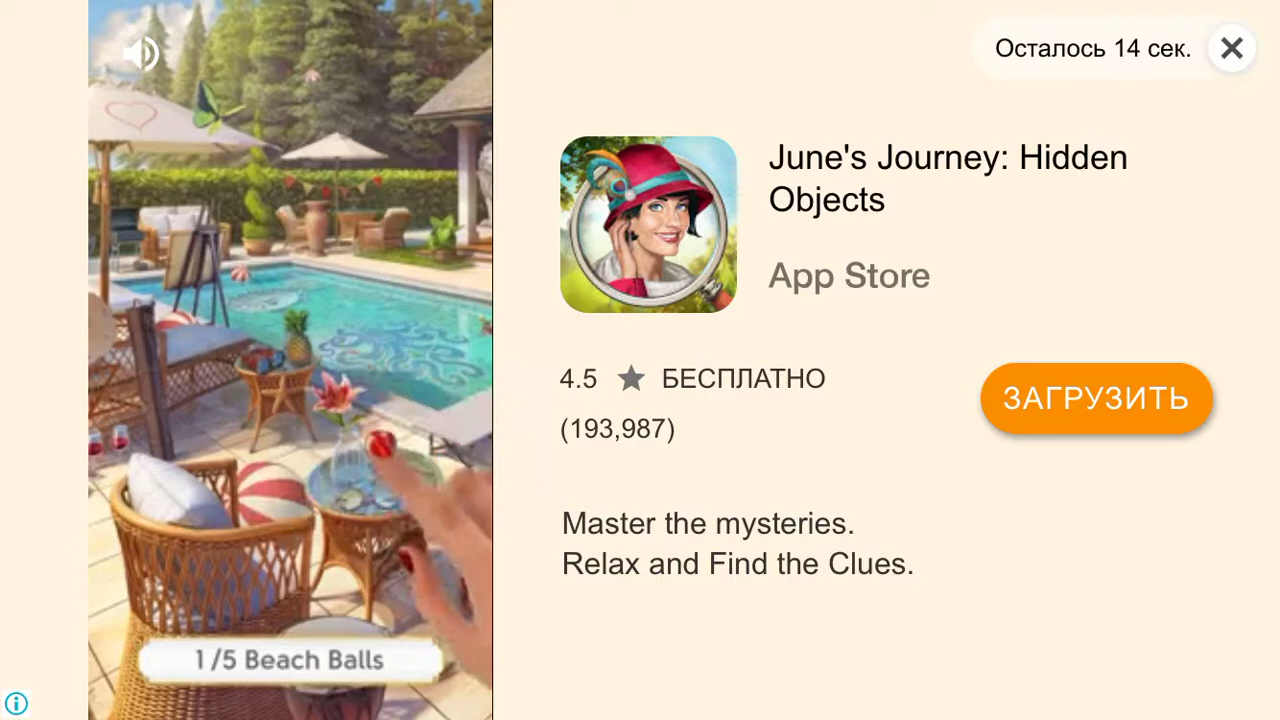 Осталось 14 сек.
June's Journey: Hidden
Objects
App Store
4.5 ★ БЕСПЛАТНО
(193,987)
ЗАГРУЗИТЬ
Master the mysteries.
Relax and Find the Clues.
1/5 Beach Balls